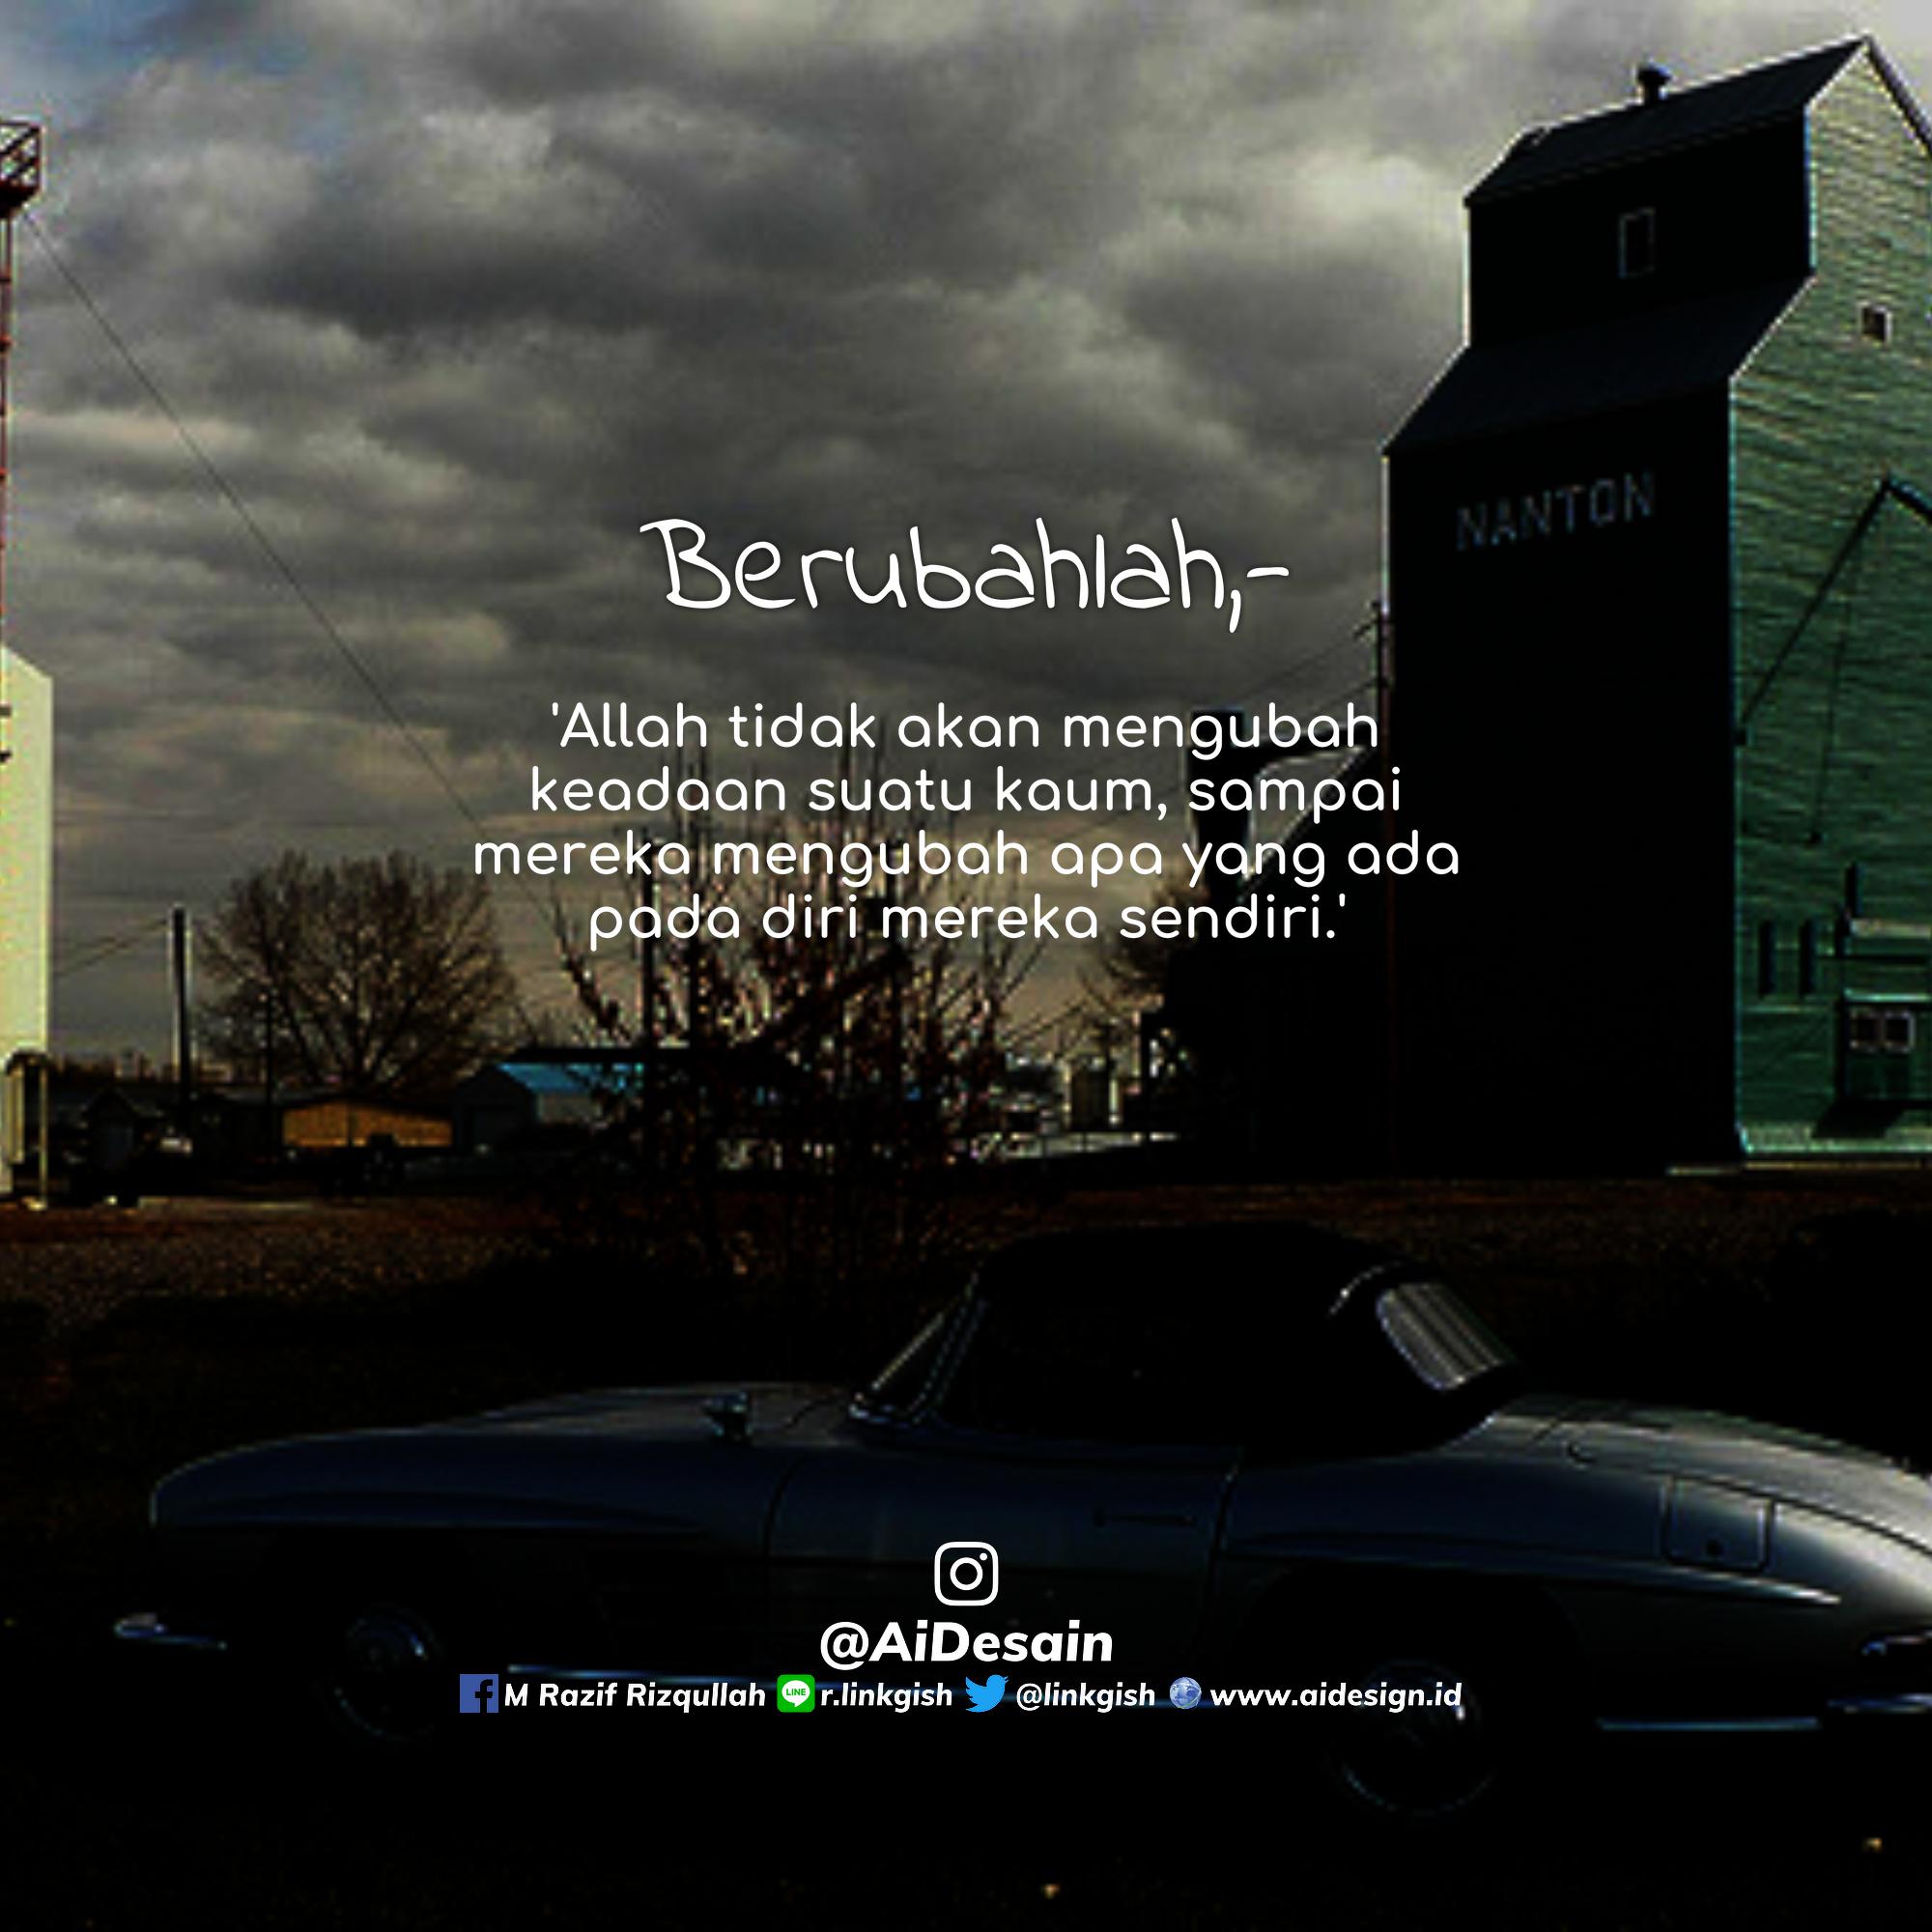 NANTON
Berubahlah,-
'Allah tidak akan mengubah
keadaan suatu kaum, sampai
mereka mengubah apa yang ada
pada diri mereka sendiri.'
@AiDesain
M Razif Rizqullah LINE r.linkgish @linkgish www.aidesign.id